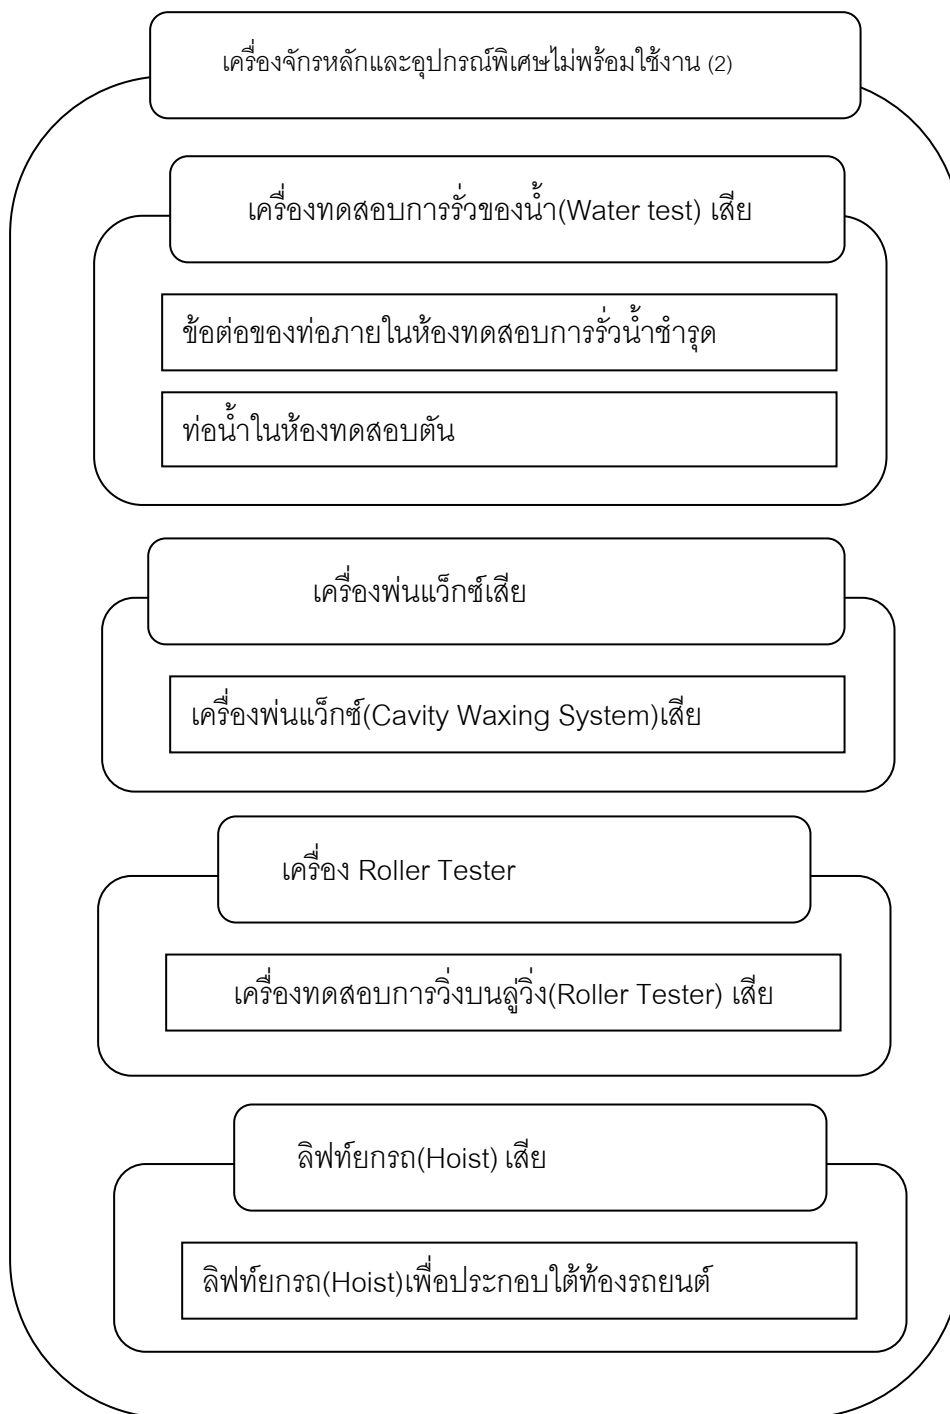 เครื่องจักรหลักและอุปกรณ์พิเศษไม่พร้อมใช้งาน (2)
เครื่องทดสอบการรั่วของน้ำ(Water test) เสีย
ข้อต่อของท่อภายในห้องทดสอบการรั่วน้ำชำรุด
ท่อน้ำในห้องทดสอบตัน
เครื่องพ่นแว็กซ์เสีย
เครื่องพ่นแว็กซ์(Cavity Waxing System)เสีย
เครื่อง Roller Tester
เครื่องทดสอบการวิ่งบนลู่วิ่ง(Roller Tester) เสีย
ลิฟท์ยกรถ(Hoist) เสีย
ลิฟท์ยกรถ(Hoist)เพื่อประกอบใต้ท้องรถยนต์